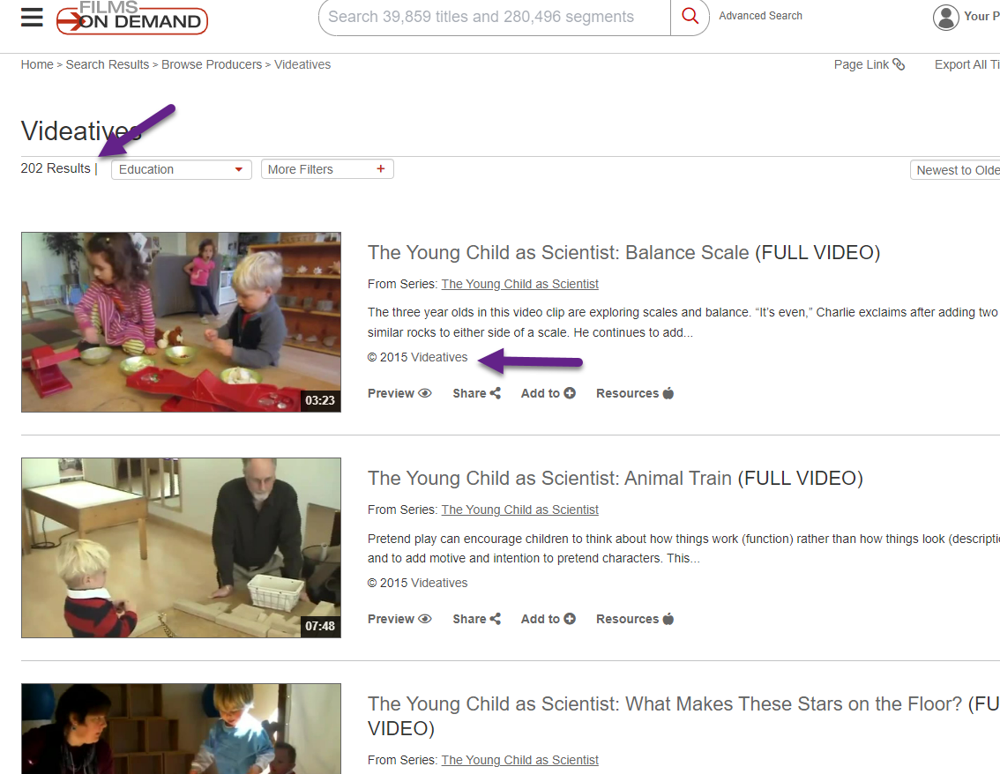 FILMS
ON DEMAND
Search 39,859 titles and 280,496 segments
Advanced Search
Your P
Home > Search Results > Browse Producers > Videatives
Page Link
Export All Ti
Videatives
202 Results |
Education
More Filters +
Newest to Olde
The Young Child as Scientist: Balance Scale (FULL VIDEO)
From Series: The Young Child as Scientist
The three year olds in this video clip are exploring scales and balance. “It’s even,” Charlie exclaims after adding two
similar rocks to either side of a scale. He continues to add...
© 2015 Videatives
Preview Share Add to Resources
03:23
The Young Child as Scientist: Animal Train (FULL VIDEO)
From Series: The Young Child as Scientist
Pretend play can encourage children to think about how things work (function) rather than how things look (descriptio
and to add motive and intention to pretend characters. This...
© 2015 Videatives
Preview Share Add to Resources
07:48
The Young Child as Scientist: What Makes These Stars on the Floor? (FU
VIDEO)
From Series: The Young Child as Scientist